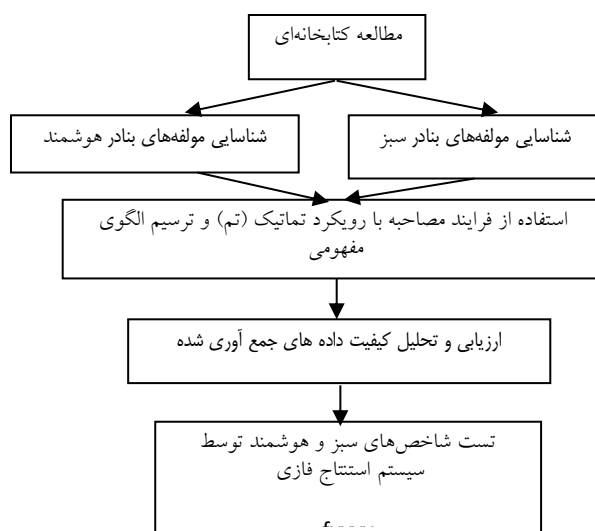 مطالعه کتابخانه‌ای
شناسایی مولفه‌های بنادر سبز
شناسایی مولفه‌های بنادر هوشمند
استفاده از فرایند مصاحبه با رویکرد تماتیک (تم) و ترسیم الگوی
مفهومی
ارزیابی و تحلیل کیفیت داده های جمع آوری شده
تست شاخص‌های سبز و هوشمند توسط
سیستم استنتاج فازی